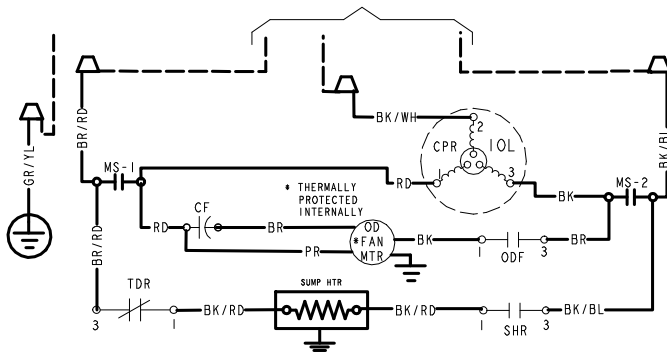 BK/WH
2
BR/RD
BK/BL
CPR
IOL
GR/YL
MS-1
1
3
MS-2
RD
BK
* THERMALLY
PROTECTED
INTERNALLY
CF
RD
BR
OD
*FAN
MTR
BK
BR
PR
1
ODF
3
BR/RD
TDR
SUMP HTR
3
1
BK/RD
BK/RD
1
SHR
3
BK/BL